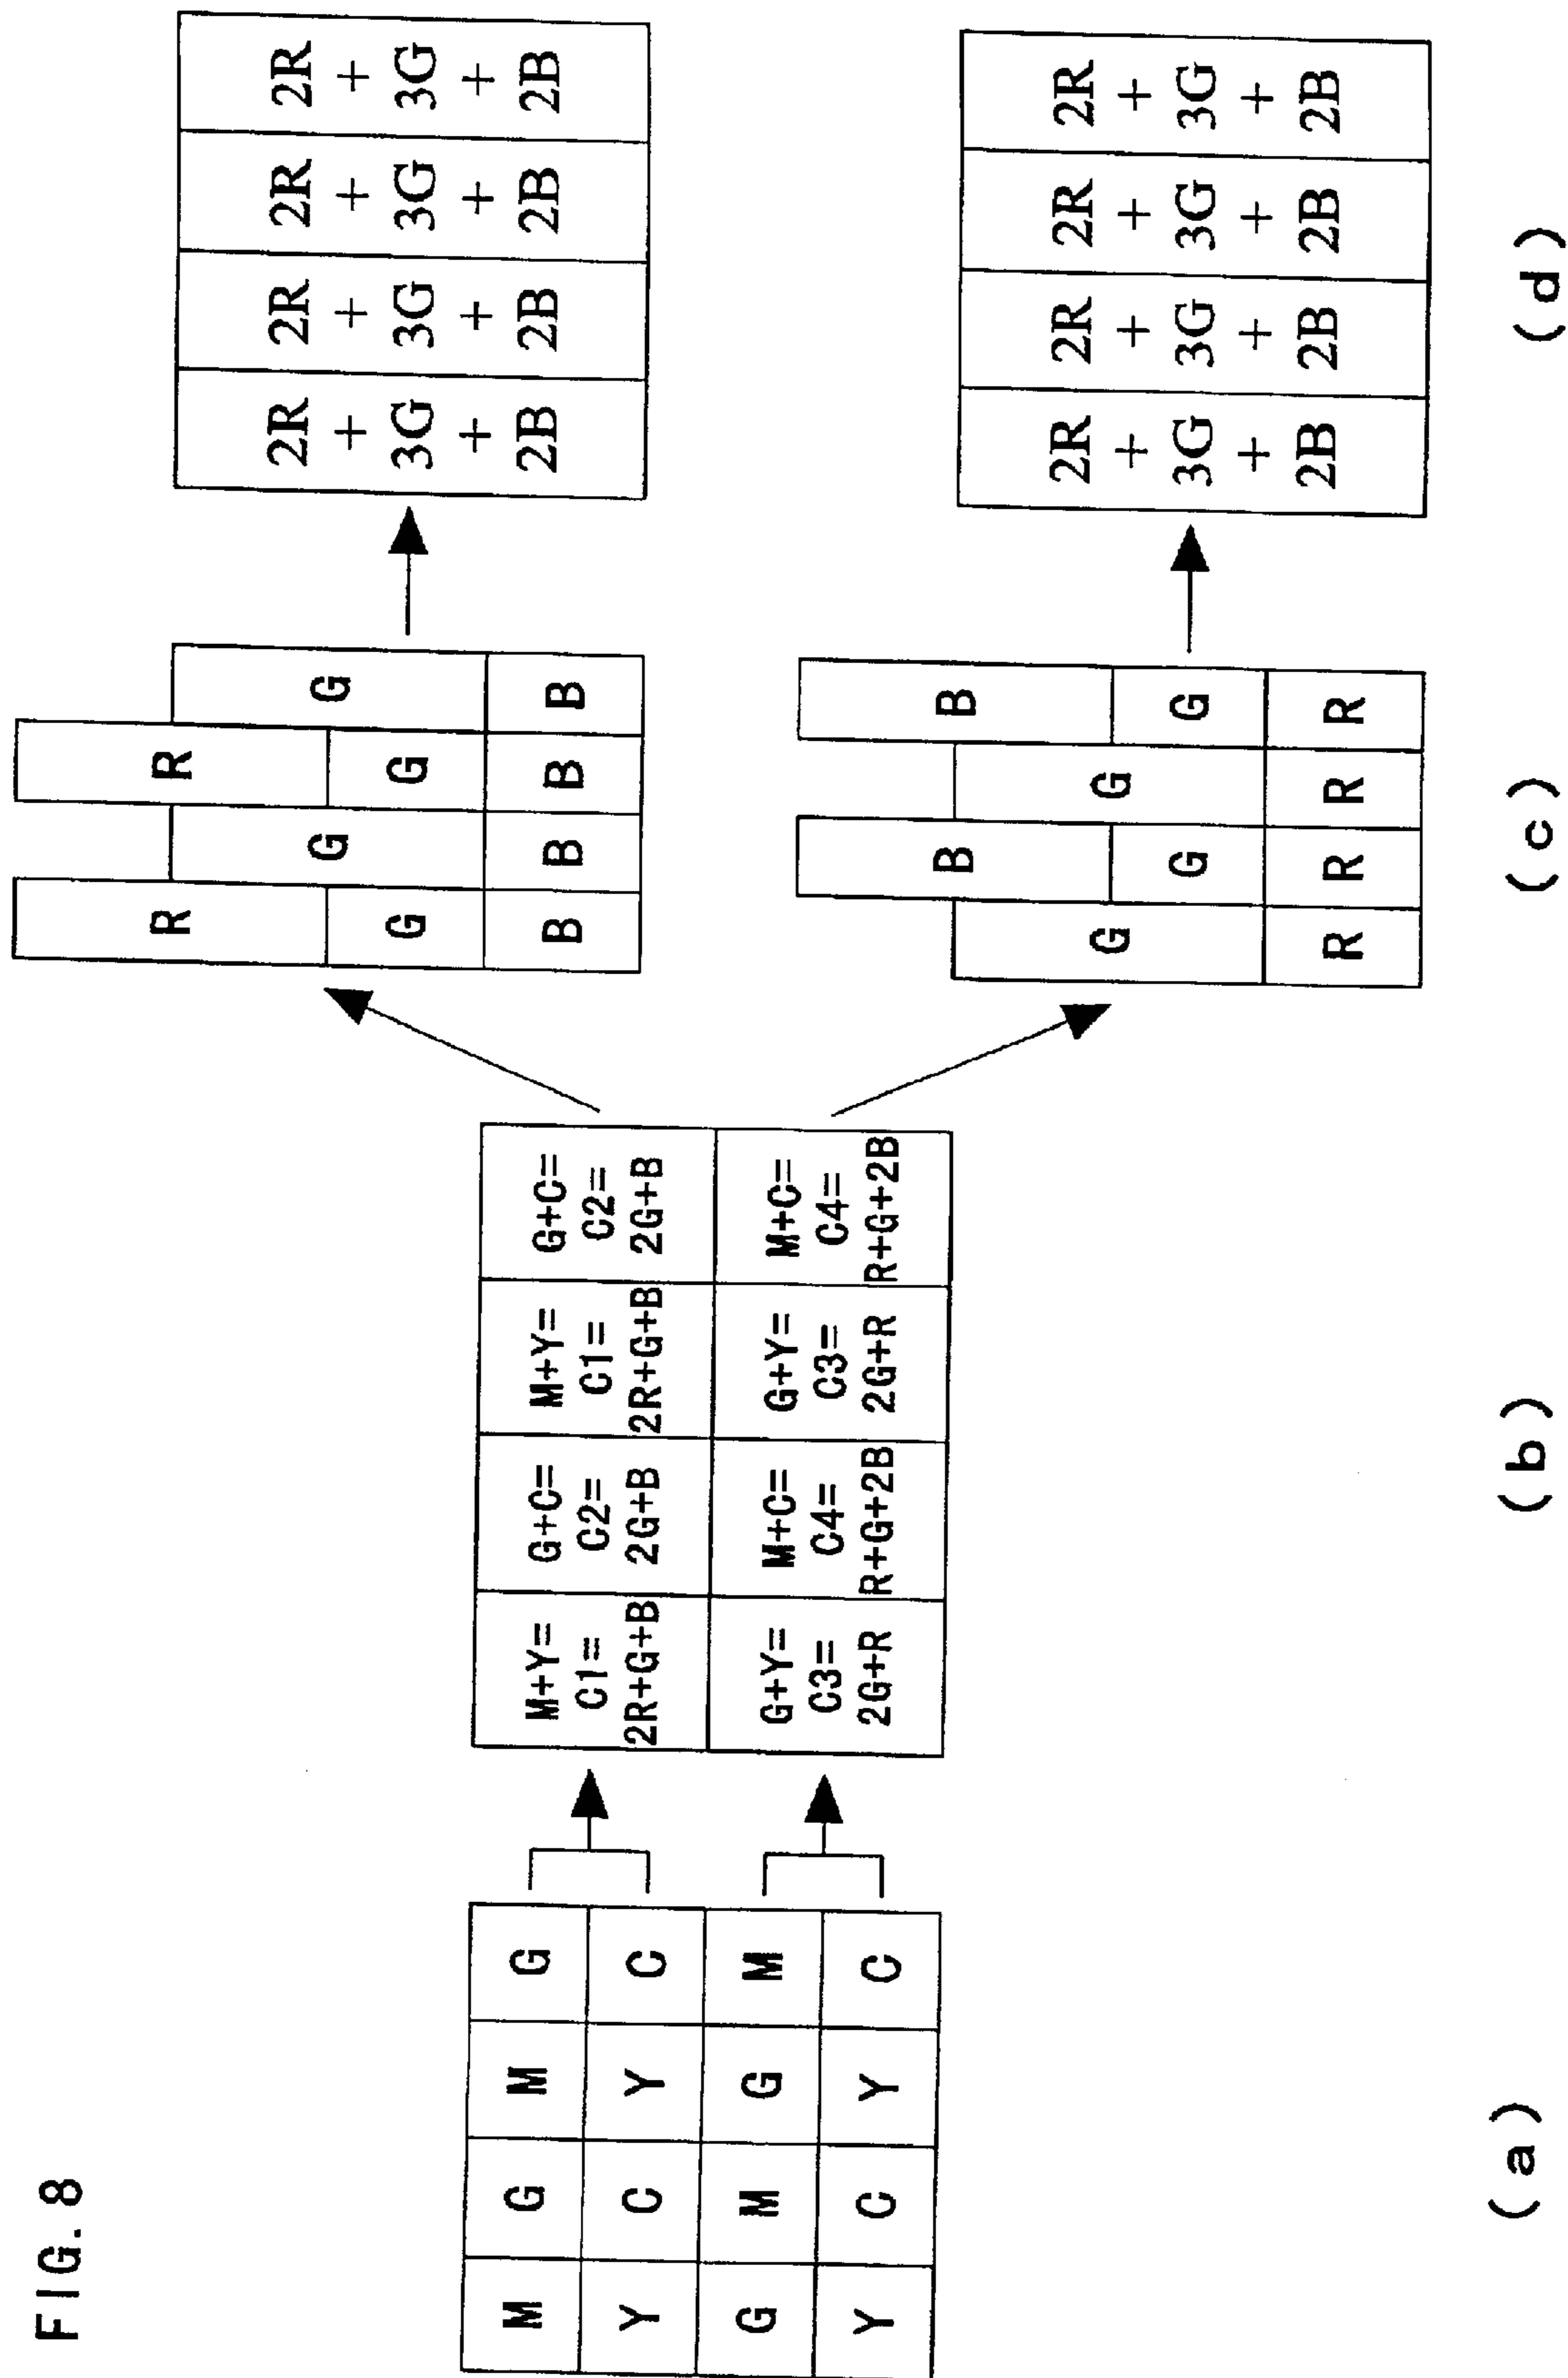 FIG. 8
M G M G
Y C Y C
G M G M
Y C Y C
(a)
M+Y= G+C= M+Y= G+C=
C1= C2= C1= C2=
2R+G+B 2G+B 2R+G+B 2G+B
G+Y= M+C= G+Y= M+C=
C3= C4= C3= C4=
2G+R R+G+2B 2G+R R+G+2B
(b)
R R
G G G G
B B B B
B B
G G G G
R R R R
(c)
2R 2R 2R 2R
+ + + +
3G 3G 3G 3G
+ + + +
2B 2B 2B 2B
2R 2R 2R 2R
+ + + +
3G 3G 3G 3G
+ + + +
2B 2B 2B 2B
(d)